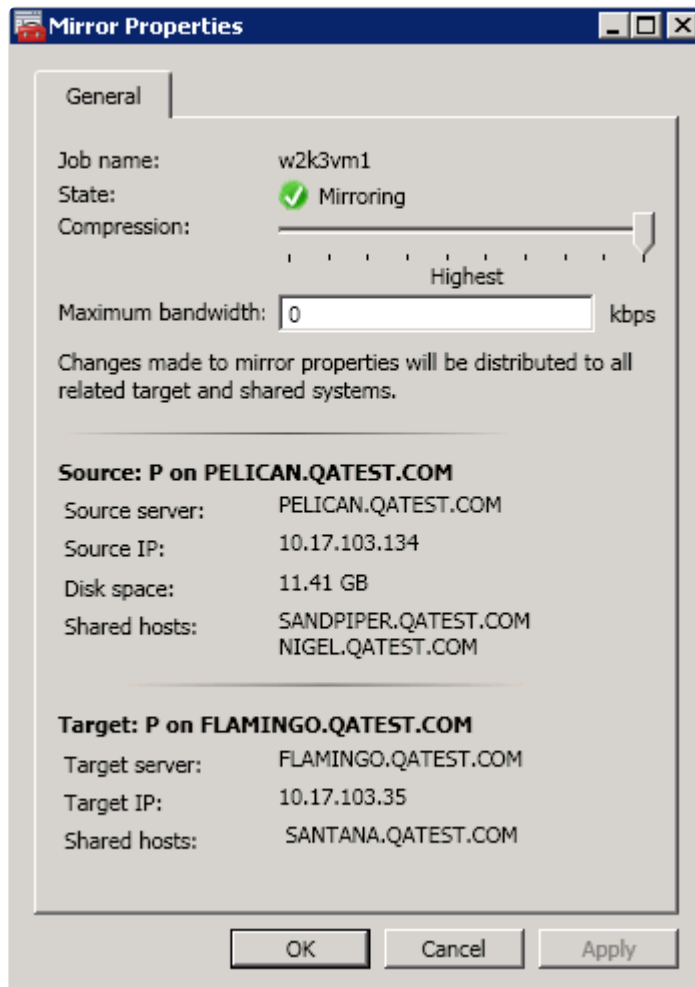 Mirror Properties
General
Job name: w2k3vm1
State: Mirroring
Compression:
Highest
Maximum bandwidth: 0 kbps
Changes made to mirror properties will be distributed to all
related target and shared systems.
Source: P on PELICAN.QATEST.COM
Source server: PELICAN.QATEST.COM
Source IP: 10.17.103.134
Disk space: 11.41 GB
Shared hosts: SANDPIPER.QATEST.COM
NIGEL.QATEST.COM
Target: P on FLAMINGO.QATEST.COM
Target server: FLAMINGO.QATEST.COM
Target IP: 10.17.103.35
Shared hosts: SANTANA.QATEST.COM
OK Cancel Apply